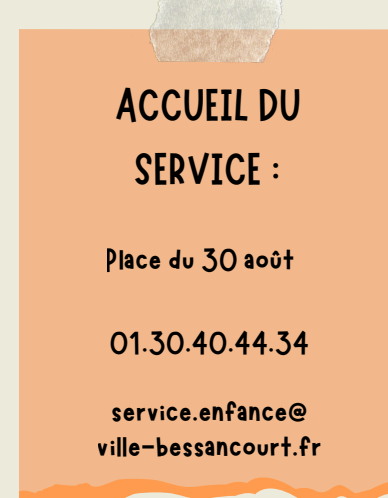 ACCUEIL DU
SERVICE :
Place du 30 août
01.30.40.44.34
service.enfance@
ville-bessancourt.fr